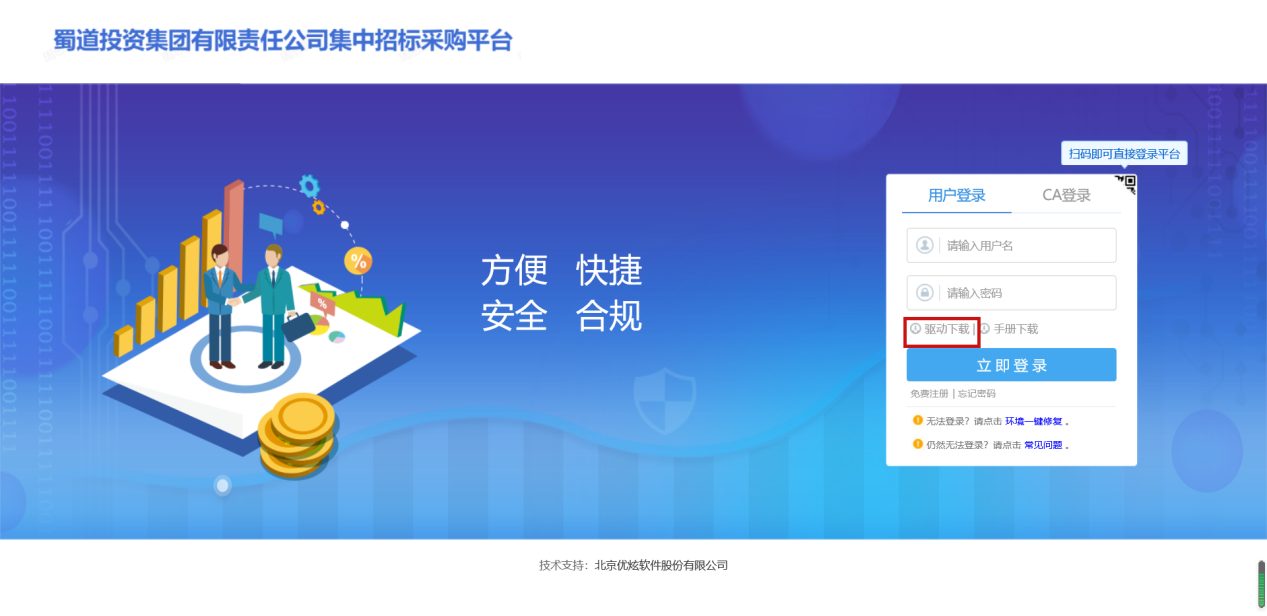 蜀道投资集团有限责任公司集中招标采购平台
扫码即可直接登录平台
用户登录 CA登录
请输入用户名
方便 快捷
请输入密码
安全 合规
驱动下载 | 手册下载
立即登录
免费注册 | 忘记密码
无法登录? 请点击 环境一键修复 。
仍然无法登录? 请点击 常见问题 。
技术支持: 北京优炫软件股份有限公司